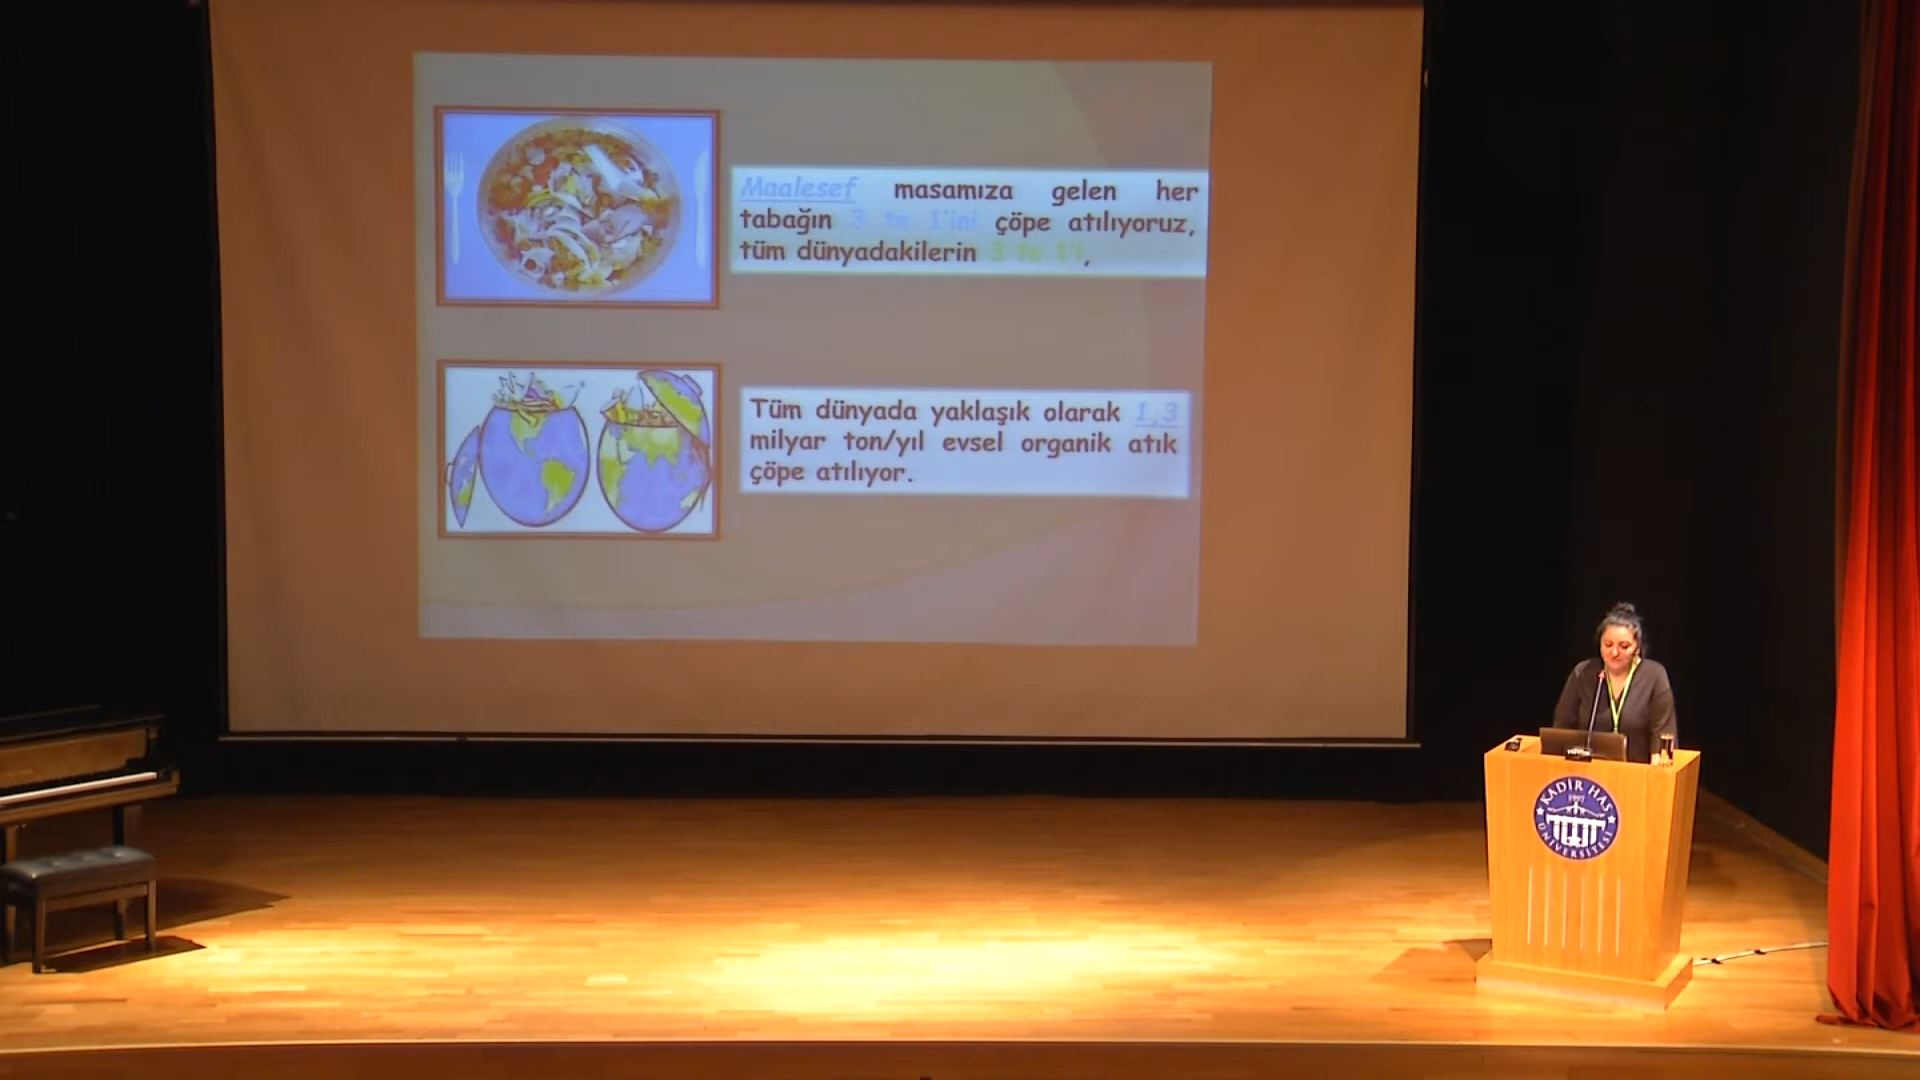 Maalesef masamıza gelen her
tabağın 3 te 1'ini çöpe atılıyoruz,
tüm dünyadakilerin 3 te 1'i,
Tüm dünyada yaklaşık olarak 1,3
milyar ton/yıl evsel organik atık
çöpe atılıyor.
KADİR HAS
1997
ÜNİVERSİTESİ